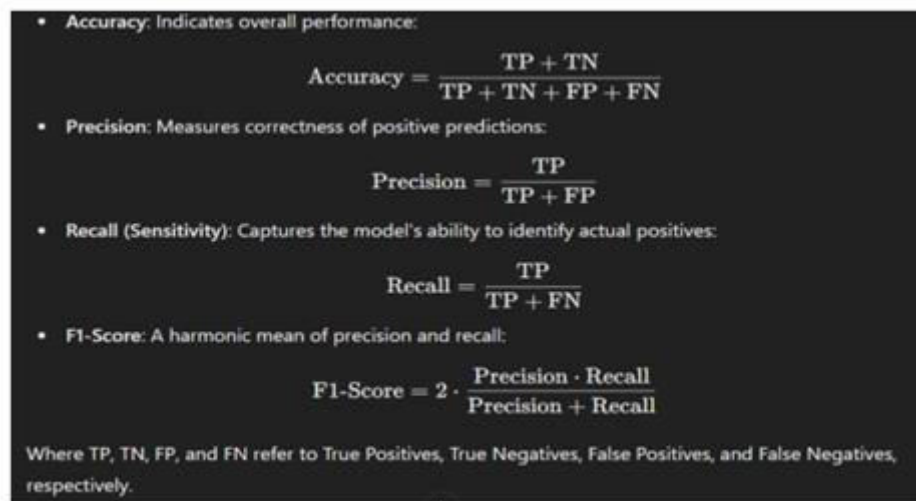 • Accuracy: Indicates overall performance:
Accuracy = TP + TN / TP + TN + FP + FN
• Precision: Measures correctness of positive predictions:
Precision = TP / TP + FP
• Recall (Sensitivity): Captures the model's ability to identify actual positives:
Recall = TP / TP + FN
• F1-Score: A harmonic mean of precision and recall:
F1-Score = 2 · Precision · Recall / Precision + Recall
Where TP, TN, FP, and FN refer to True Positives, True Negatives, False Positives, and False Negatives,
respectively.